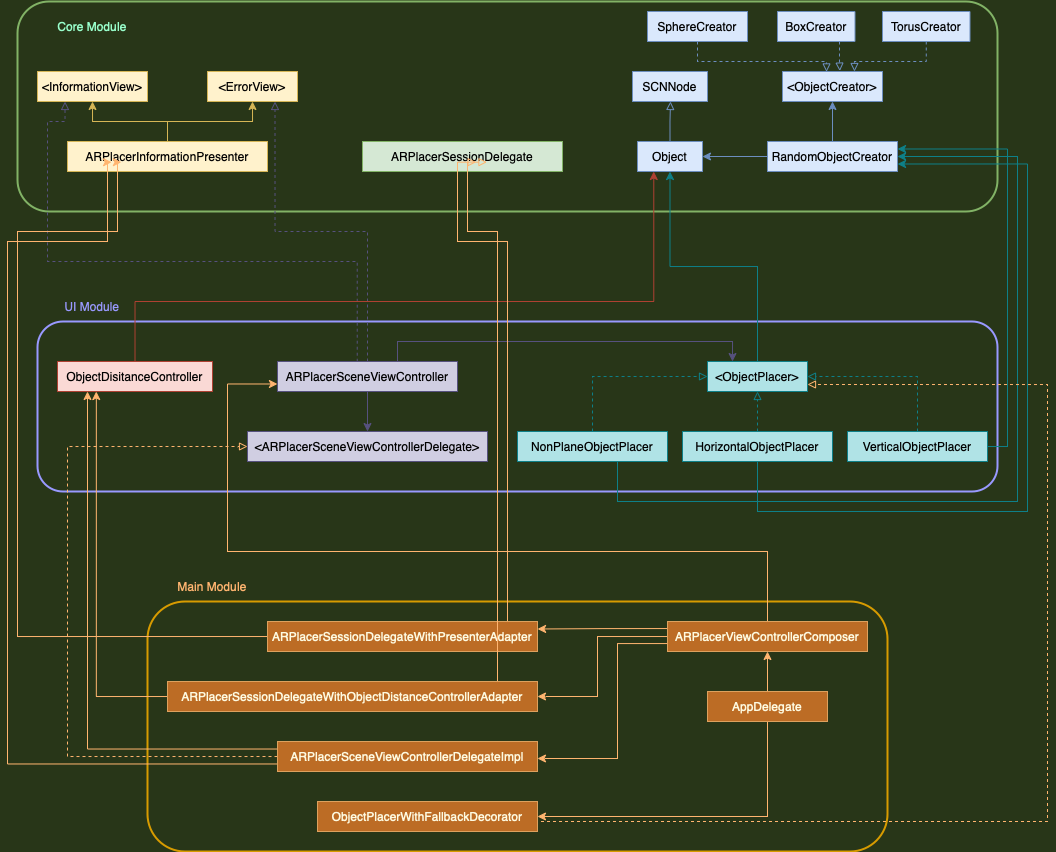 Core Module
SphereCreator
BoxCreator
TorusCreator
<InformationView>
<ErrorView>
SCNNode
<ObjectCreator>
ARPlacerInformationPresenter
ARPlacerSessionDelegate
Object
RandomObjectCreator
UI Module
ObjectDisitanceController
ARPlacerSceneViewController
<ObjectPlacer>
<ARPlacerSceneViewControllerDelegate>
NonPlaneObjectPlacer
HorizontalObjectPlacer
VerticalObjectPlacer
Main Module
ARPlacerSessionDelegateWithPresenterAdapter
ARPlacerViewControllerComposer
ARPlacerSessionDelegateWithObjectDistanceControllerAdapter
AppDelegate
ARPlacerSceneViewControllerDelegateImpl
ObjectPlacerWithFallbackDecorator